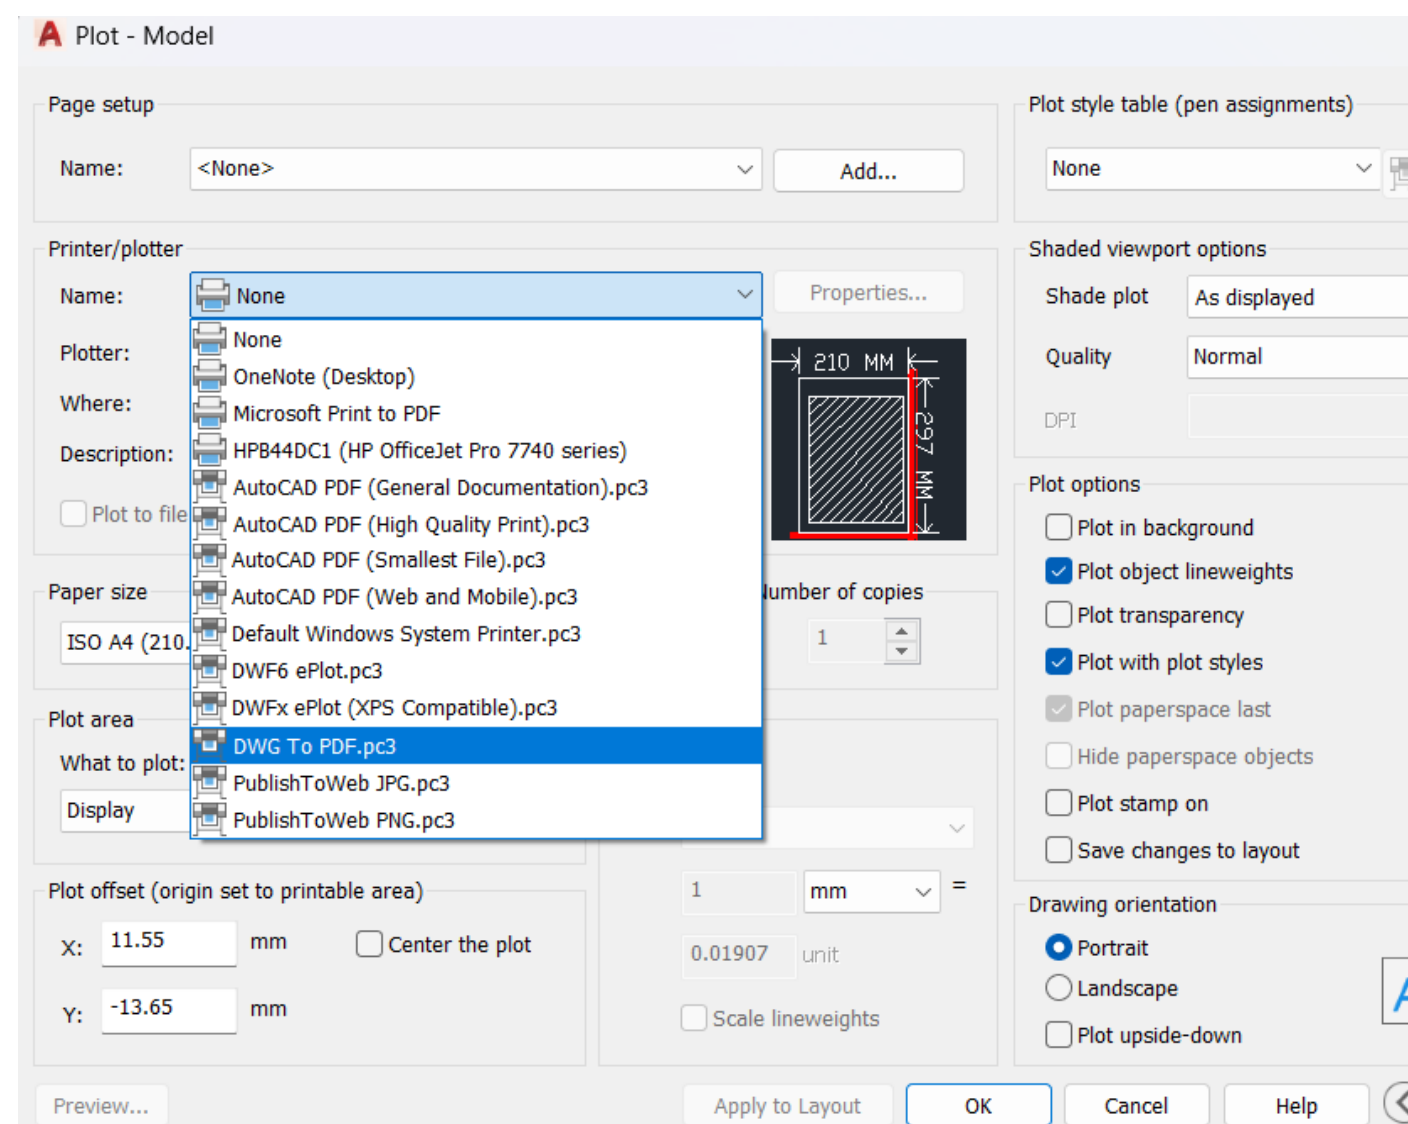 Plot - Model
Page setup
Name: <None> Add...
Plot style table (pen assignments)
None
Printer/plotter
Name: None Properties...
None
OneNote (Desktop)
Microsoft Print to PDF
HPB44DC1 (HP OfficeJet Pro 7740 series)
AutoCAD PDF (General Documentation).pc3
AutoCAD PDF (High Quality Print).pc3
AutoCAD PDF (Smallest File).pc3
AutoCAD PDF (Web and Mobile).pc3
Default Windows System Printer.pc3
DWF6 ePlot.pc3
DWFx ePlot (XPS Compatible).pc3
DWG To PDF.pc3
PublishToWeb JPG.pc3
PublishToWeb PNG.pc3
Plotter:
Where:
Description:
Plot to file
210 MM
297 MM
Shaded viewport options
Shade plot As displayed
Quality Normal
DPI
Paper size
ISO A4 (210.
umber of copies
1
Plot area
What to plot:
Display
Plot offset (origin set to printable area)
X: 11.55 mm Center the plot
Y: -13.65 mm
1 mm =
0.01907 unit
Scale lineweights
Plot options
Plot in background
Plot object lineweights
Plot transparency
Plot with plot styles
Plot paperspace last
Hide paperspace objects
Plot stamp on
Save changes to layout
Drawing orientation
Portrait
Landscape
Plot upside-down
A
Preview... Apply to Layout OK Cancel Help